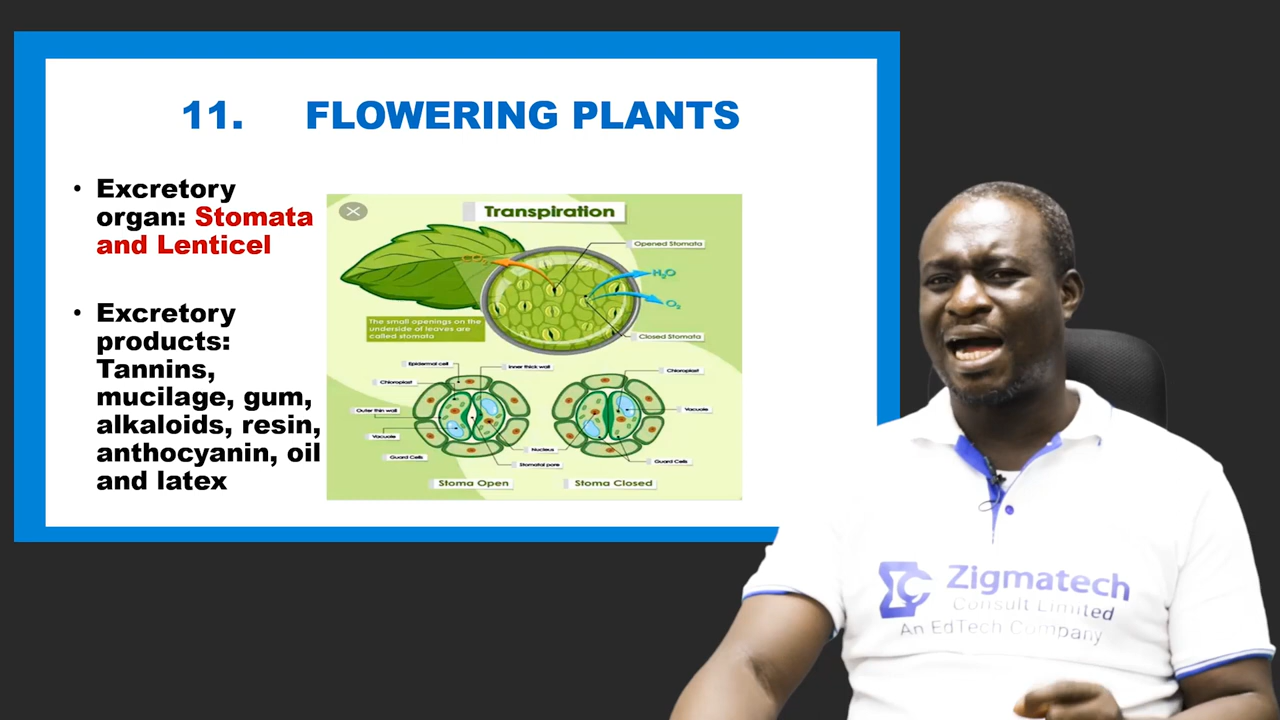 11. FLOWERING PLANTS
• Excretory
organ: Stomata
and Lenticel
• Excretory
products:
Tannins,
mucilage, gum,
alkaloids, resin,
anthocyanin, oil
and latex
Transpiration
Opened Stomata
CO₂
H₂O
O₂
The small openings on the
underside of leaves are
called stomata
Closed Stomata
Epidermal cell
Inner thick wall
Chloroplast
Chloroplast
Outer thin wall
Vacuole
Vacuole
Nucleus
Guard Cells
Stomatal pore
Guard Cells
Stoma Open
Stoma Closed
Zigmatech
Consult Limited
An EdTech Company